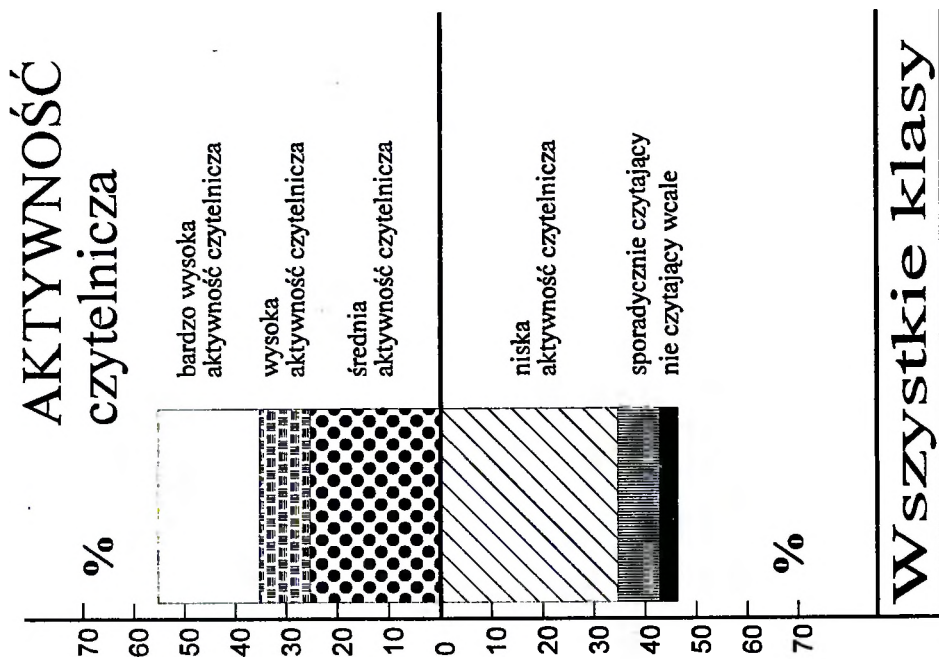 AKTYWNOŚĆ
czytelnicza
%
70
60
50
40
30
20
10
0
10
20
30
40
50
60
70
bardzo wysoka
aktywność czytelnicza
wysoka
aktywność czytelnicza
średnia
aktywność czytelnicza
niska
aktywność czytelnicza
sporadycznie czytający
nie czytający wcale
%
Wszystkie klasy